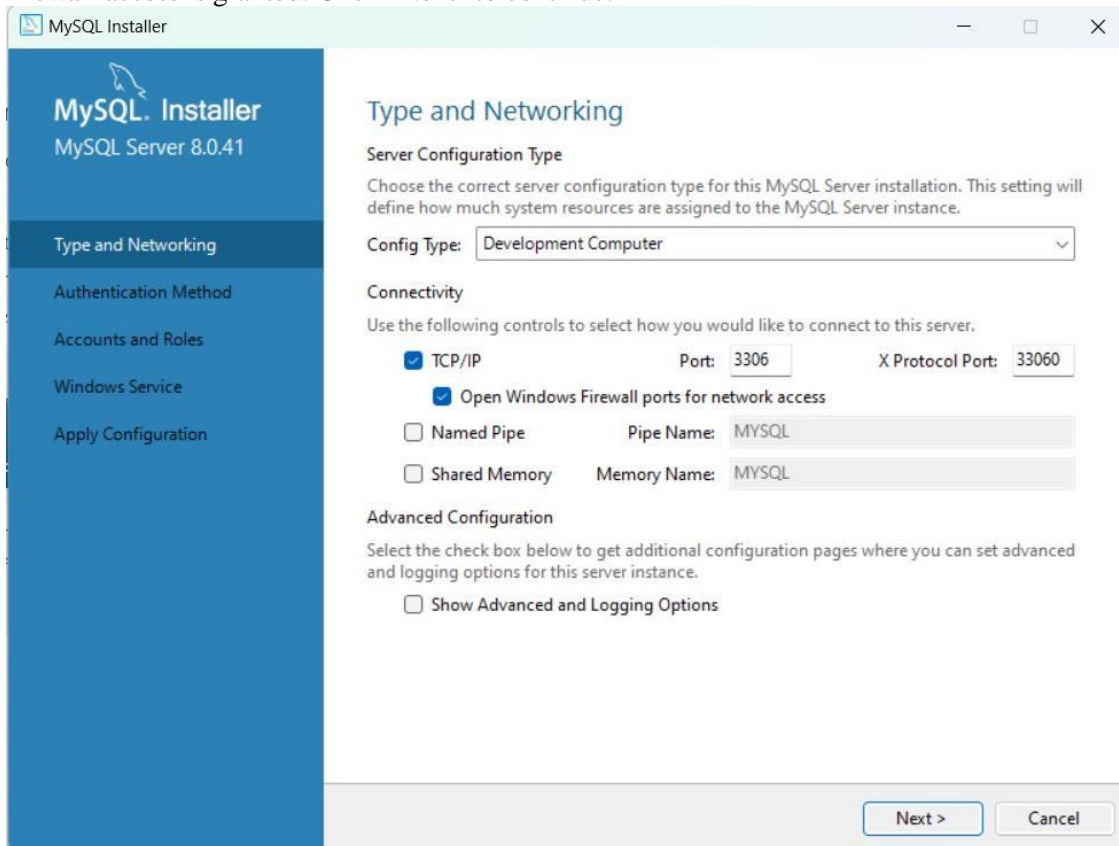 MySQL Installer
MySQL. Installer
MySQL Server 8.0.41
Type and Networking
Authentication Method
Accounts and Roles
Windows Service
Apply Configuration
Type and Networking
Server Configuration Type
Choose the correct server configuration type for this MySQL Server installation. This setting will
define how much system resources are assigned to the MySQL Server instance.
Config Type: Development Computer
Connectivity
Use the following controls to select how you would like to connect to this server.
TCP/IP Port: 3306 X Protocol Port: 33060
Open Windows Firewall ports for network access
Named Pipe Pipe Name: MYSQL
Shared Memory Memory Name: MYSQL
Advanced Configuration
Select the check box below to get additional configuration pages where you can set advanced
and logging options for this server instance.
Show Advanced and Logging Options
Next > Cancel